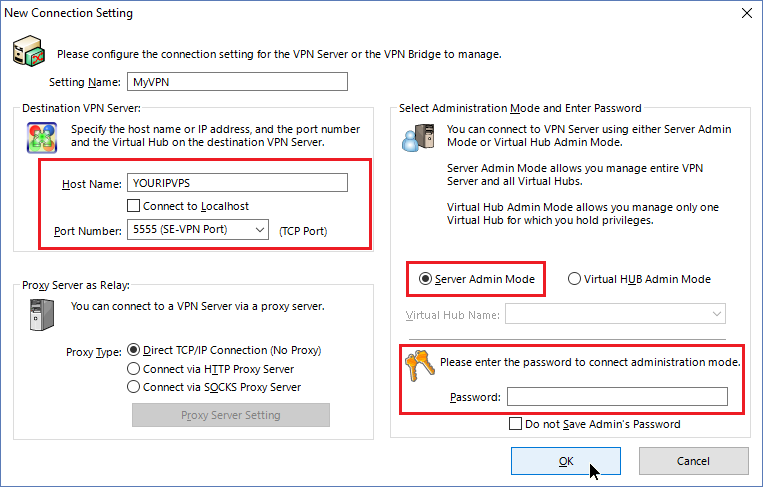 New Connection Setting
Please configure the connection setting for the VPN Server or the VPN Bridge to manage.
Setting Name: MyVPN
Destination VPN Server:
Specify the host name or IP address, and the port number
and the Virtual Hub on the destination VPN Server.
Host Name: YOURIPVPS
Connect to Localhost
Port Number: 5555 (SE-VPN Port) (TCP Port)
Proxy Server as Relay:
You can connect to a VPN Server via a proxy server.
Proxy Type: Direct TCP/IP Connection (No Proxy)
Connect via HTTP Proxy Server
Connect via SOCKS Proxy Server
Proxy Server Setting
Select Administration Mode and Enter Password
You can connect to VPN Server using either Server Admin
Mode or Virtual Hub Admin Mode.
Server Admin Mode allows you manage entire VPN
Server and all Virtual Hubs.
Virtual Hub Admin Mode allows you manage only one
Virtual Hub for which you hold privileges.
Server Admin Mode Virtual HUB Admin Mode
Virtual Hub Name:
Please enter the password to connect administration mode.
Password:
Do not Save Admin's Password
OK Cancel